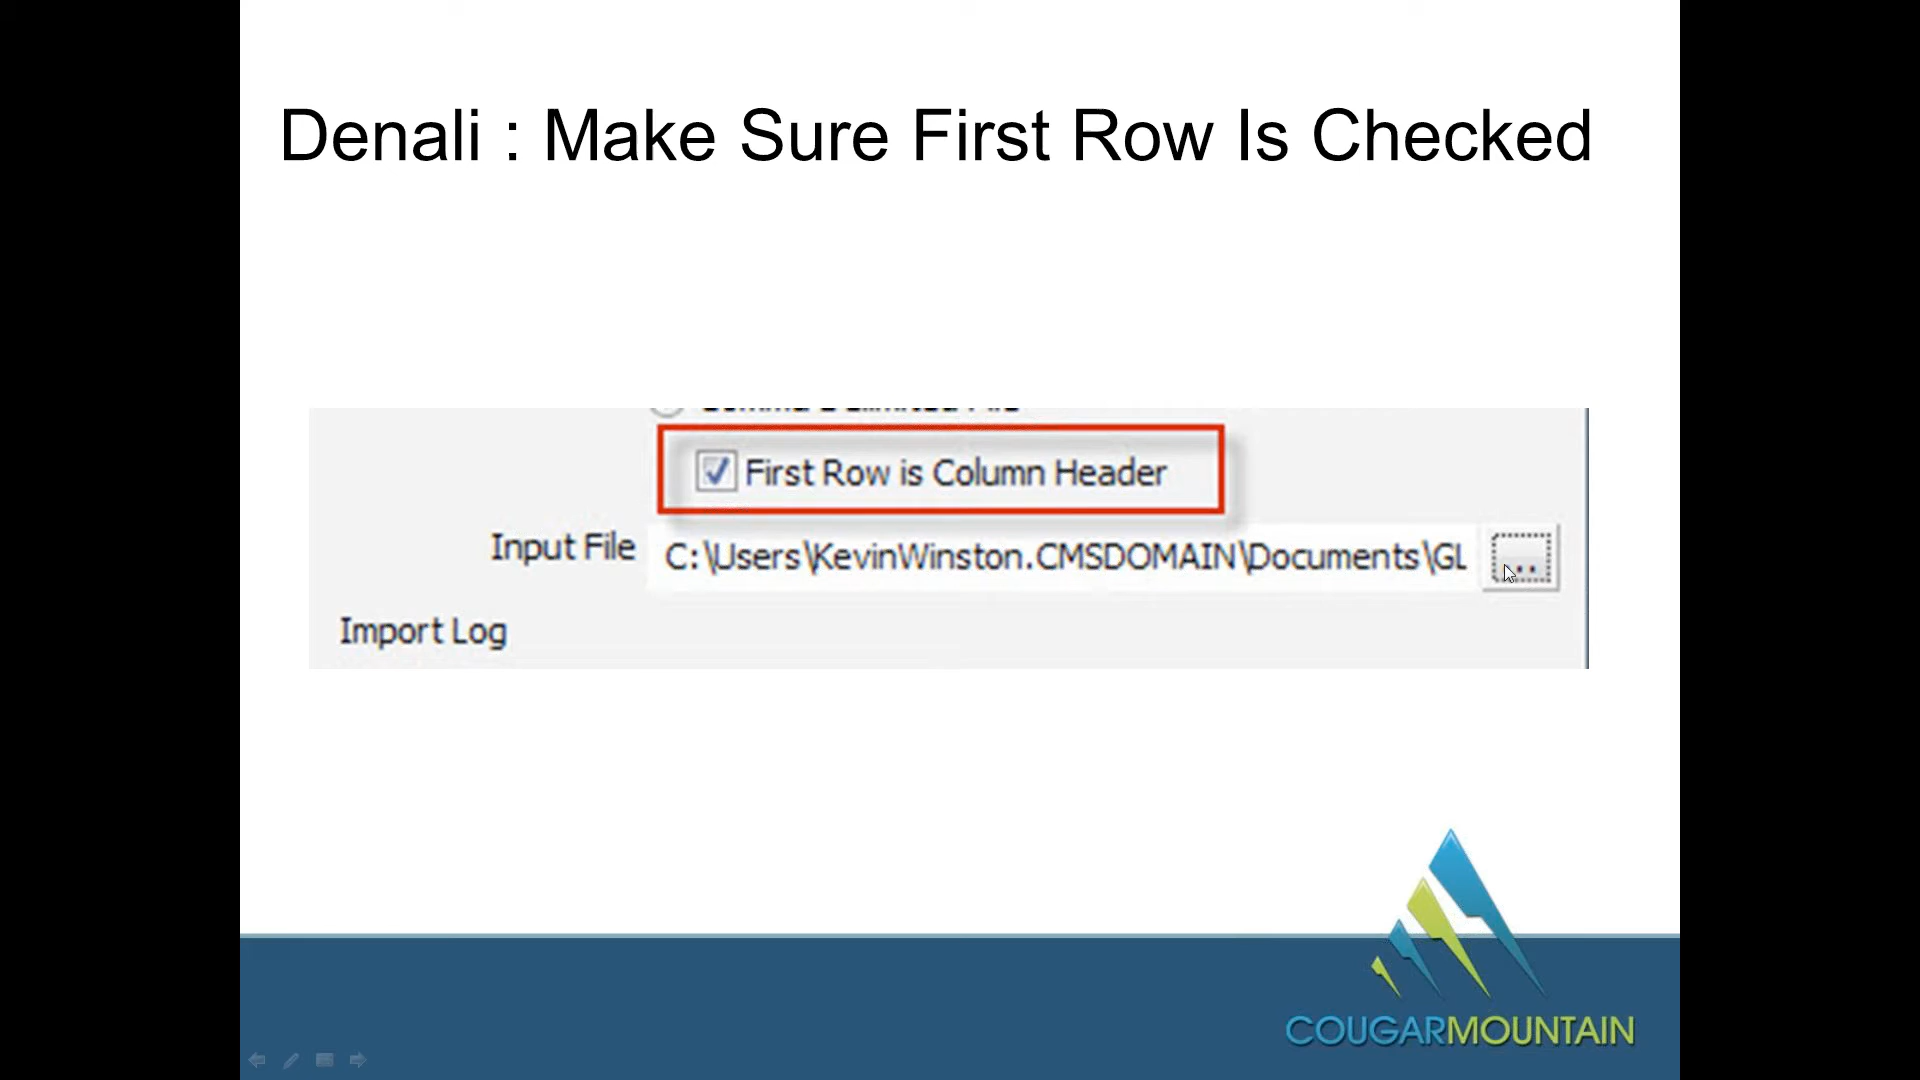 Denali : Make Sure First Row Is Checked
First Row is Column Header
Input File C:\Users\KevinWinston.CMSDOMAIN\Documents\GL ...
Import Log
COUGARMOUNTAIN